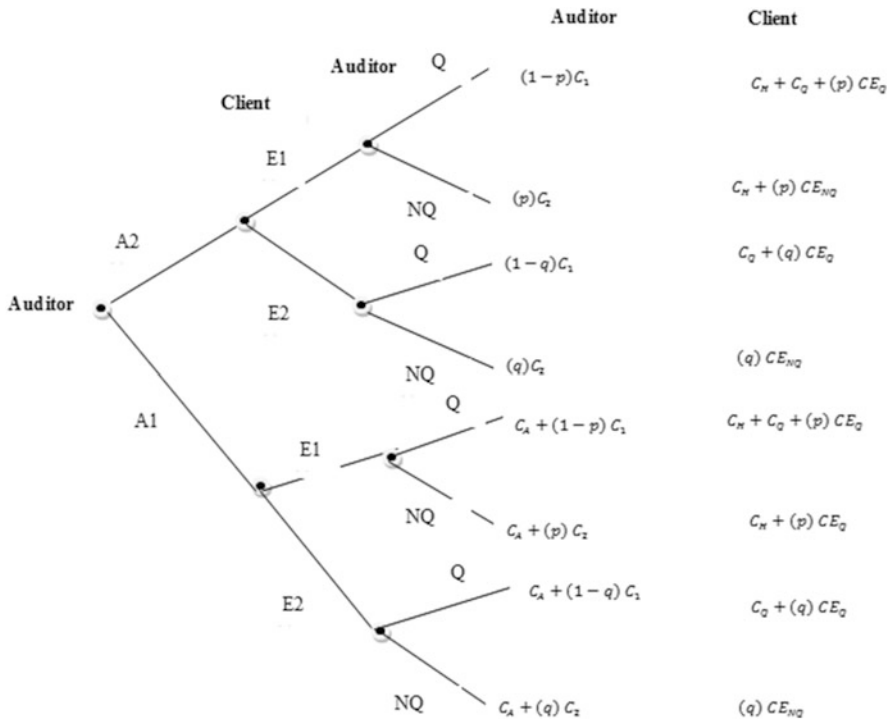 Auditor Client
Auditor Q
(1−p)C₁ C_H + C_Q + (p) CE_Q
Client
E1
NQ (p)C₂ C_H + (p) CE_NQ
A2 Q (1−q)C₁ C_Q + (q) CE_Q
Auditor
E2
NQ (q)C₂ (q) CE_NQ
A1 Q C_A + (1−p) C₁ C_H + C_Q + (p) CE_Q
E1
NQ C_A + (p) C₂ C_H + (p) CE_Q
Q C_A + (1−q) C₁ C_Q + (q) CE_Q
E2
NQ C_A + (q) C₂ (q) CE_NQ